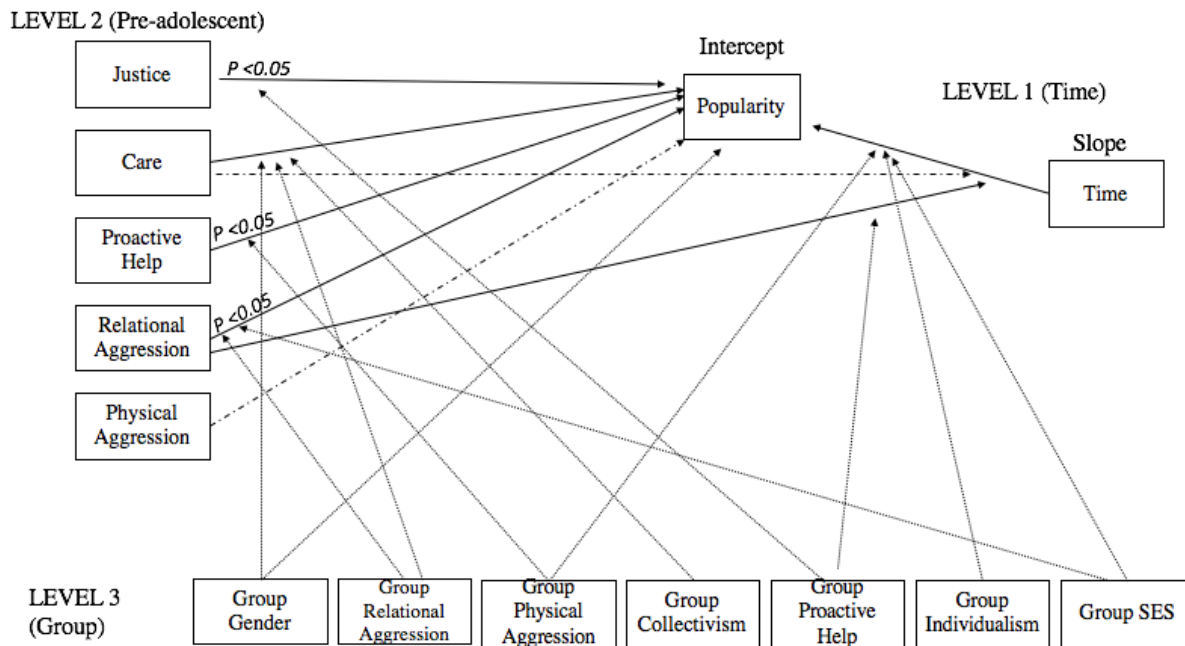 LEVEL 2 (Pre-adolescent)
Justice
P <0.05
Intercept
Popularity
LEVEL 1 (Time)
Slope
Time
Care
Proactive
Help
P <0.05
Relational
Aggression
P <0.05
Physical
Aggression
LEVEL 3
(Group)
Group
Gender
Group
Relational
Aggression
Group
Physical
Aggression
Group
Collectivism
Group
Proactive
Help
Group
Individualism
Group SES